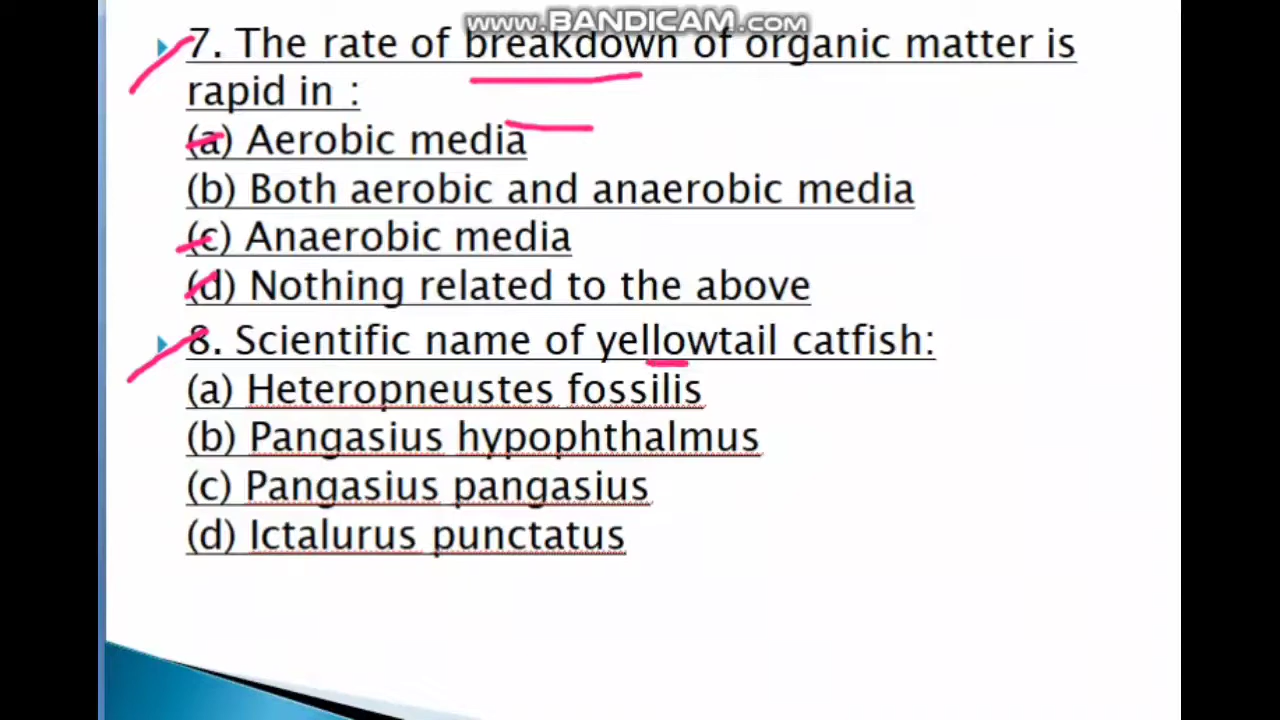 www.BANDICAM.com
7. The rate of breakdown of organic matter is
rapid in :
(a) Aerobic media
(b) Both aerobic and anaerobic media
(c) Anaerobic media
(d) Nothing related to the above
8. Scientific name of yellowtail catfish:
(a) Heteropneustes fossilis
(b) Pangasius hypophthalmus
(c) Pangasius pangasius
(d) Ictalurus punctatus